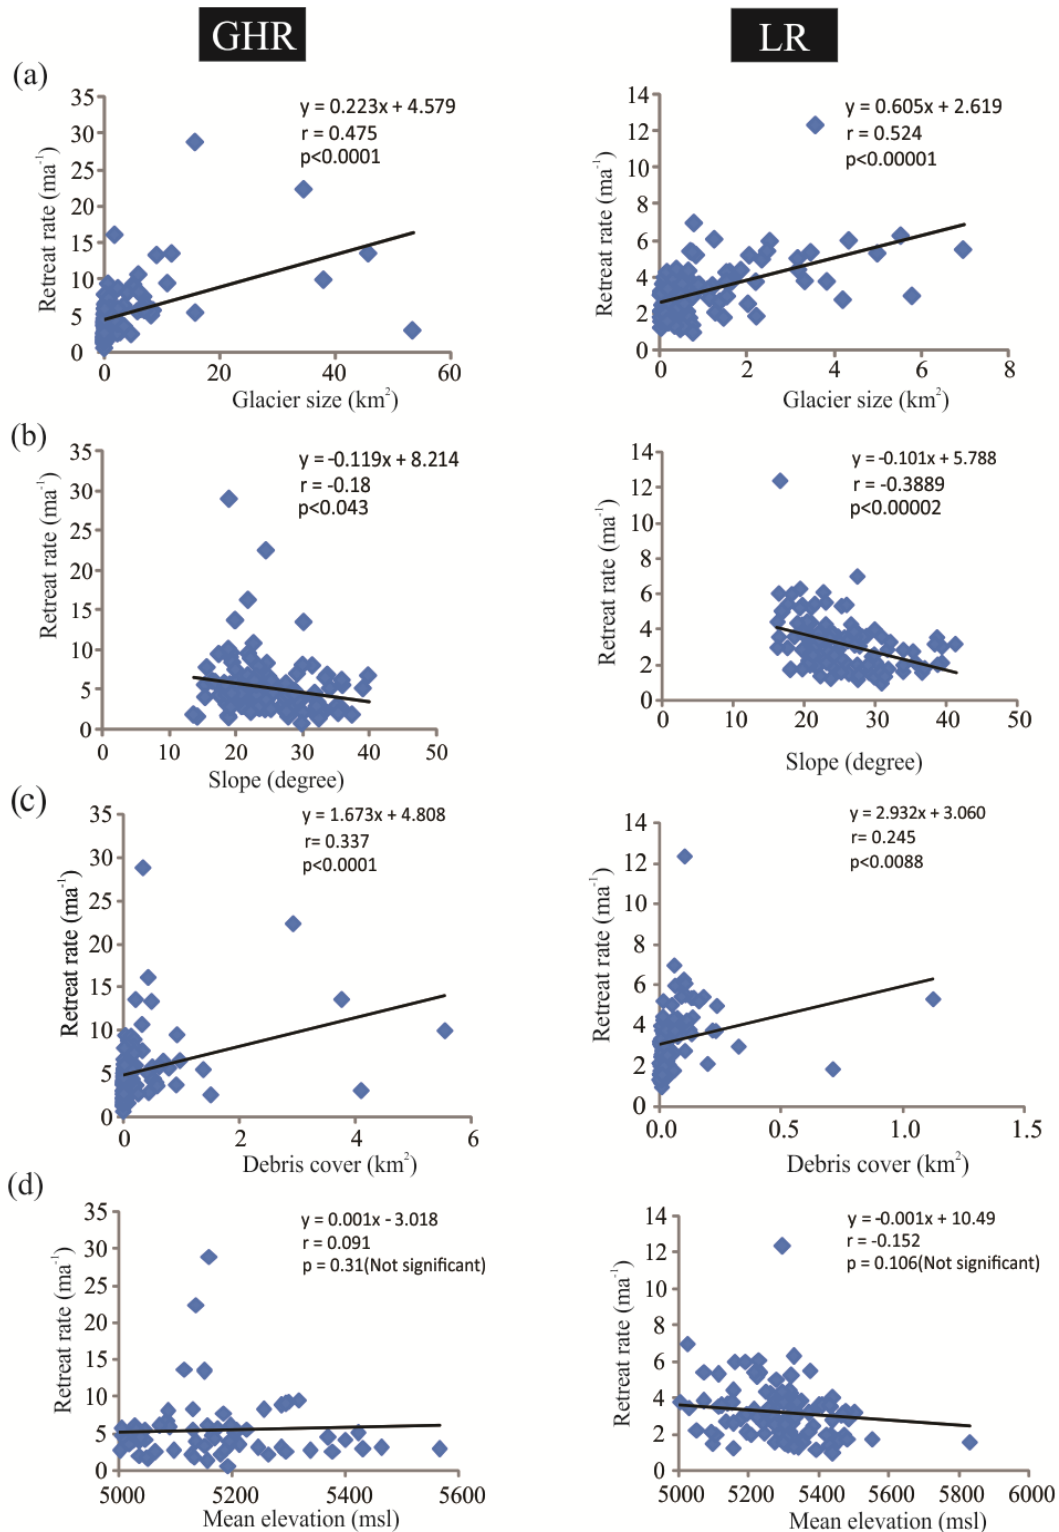 GHR
LR
(a)
35
30
25
20
15
10
5
0
Retreat rate (ma⁻¹)
y = 0.223x + 4.579
r = 0.475
p<0.0001
0 20 40 60
Glacier size (km²)
14
12
10
8
6
4
2
0
Retreat rate (ma⁻¹)
y = 0.605x + 2.619
r = 0.524
p<0.00001
0 2 4 6 8
Glacier size (km²)
(b)
35
30
25
20
15
10
5
0
Retreat rate (ma⁻¹)
y = -0.119x + 8.214
r = -0.18
p<0.043
0 10 20 30 40 50
Slope (degree)
14
12
10
8
6
4
2
0
Retreat rate (ma⁻¹)
y = -0.101x + 5.788
r = -0.3889
p<0.00002
0 10 20 30 40 50
Slope (degree)
(c)
35
30
25
20
15
10
5
0
Retreat rate (ma⁻¹)
y = 1.673x + 4.808
r= 0.337
p<0.0001
0 2 4 6
Debris cover (km²)
14
12
10
8
6
4
2
0
Retreat rate (ma⁻¹)
y = 2.932x + 3.060
r= 0.245
p<0.0088
0.0 0.5 1.0 1.5
Debris cover (km²)
(d)
35
30
25
20
15
10
5
0
Retreat rate (ma⁻¹)
y = 0.001x - 3.018
r = 0.091
p = 0.31(Not significant)
5000 5200 5400 5600
Mean elevation (msl)
14
12
10
8
6
4
2
0
Retreat rate (ma⁻¹)
y = -0.001x + 10.49
r = -0.152
p = 0.106(Not significant)
5000 5200 5400 5600 5800 6000
Mean elevation (msl)